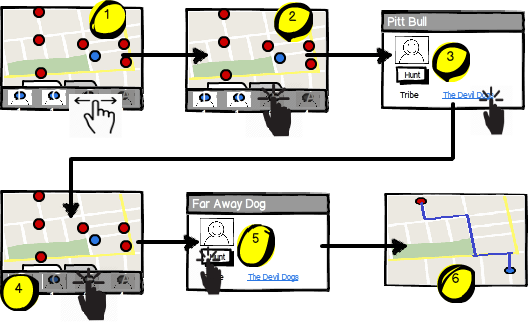 1
2
Pitt Bull
3
Hunt
Tribe The Devil Dogs
4
Far Away Dog
5
Hunt
The Devil Dogs
6